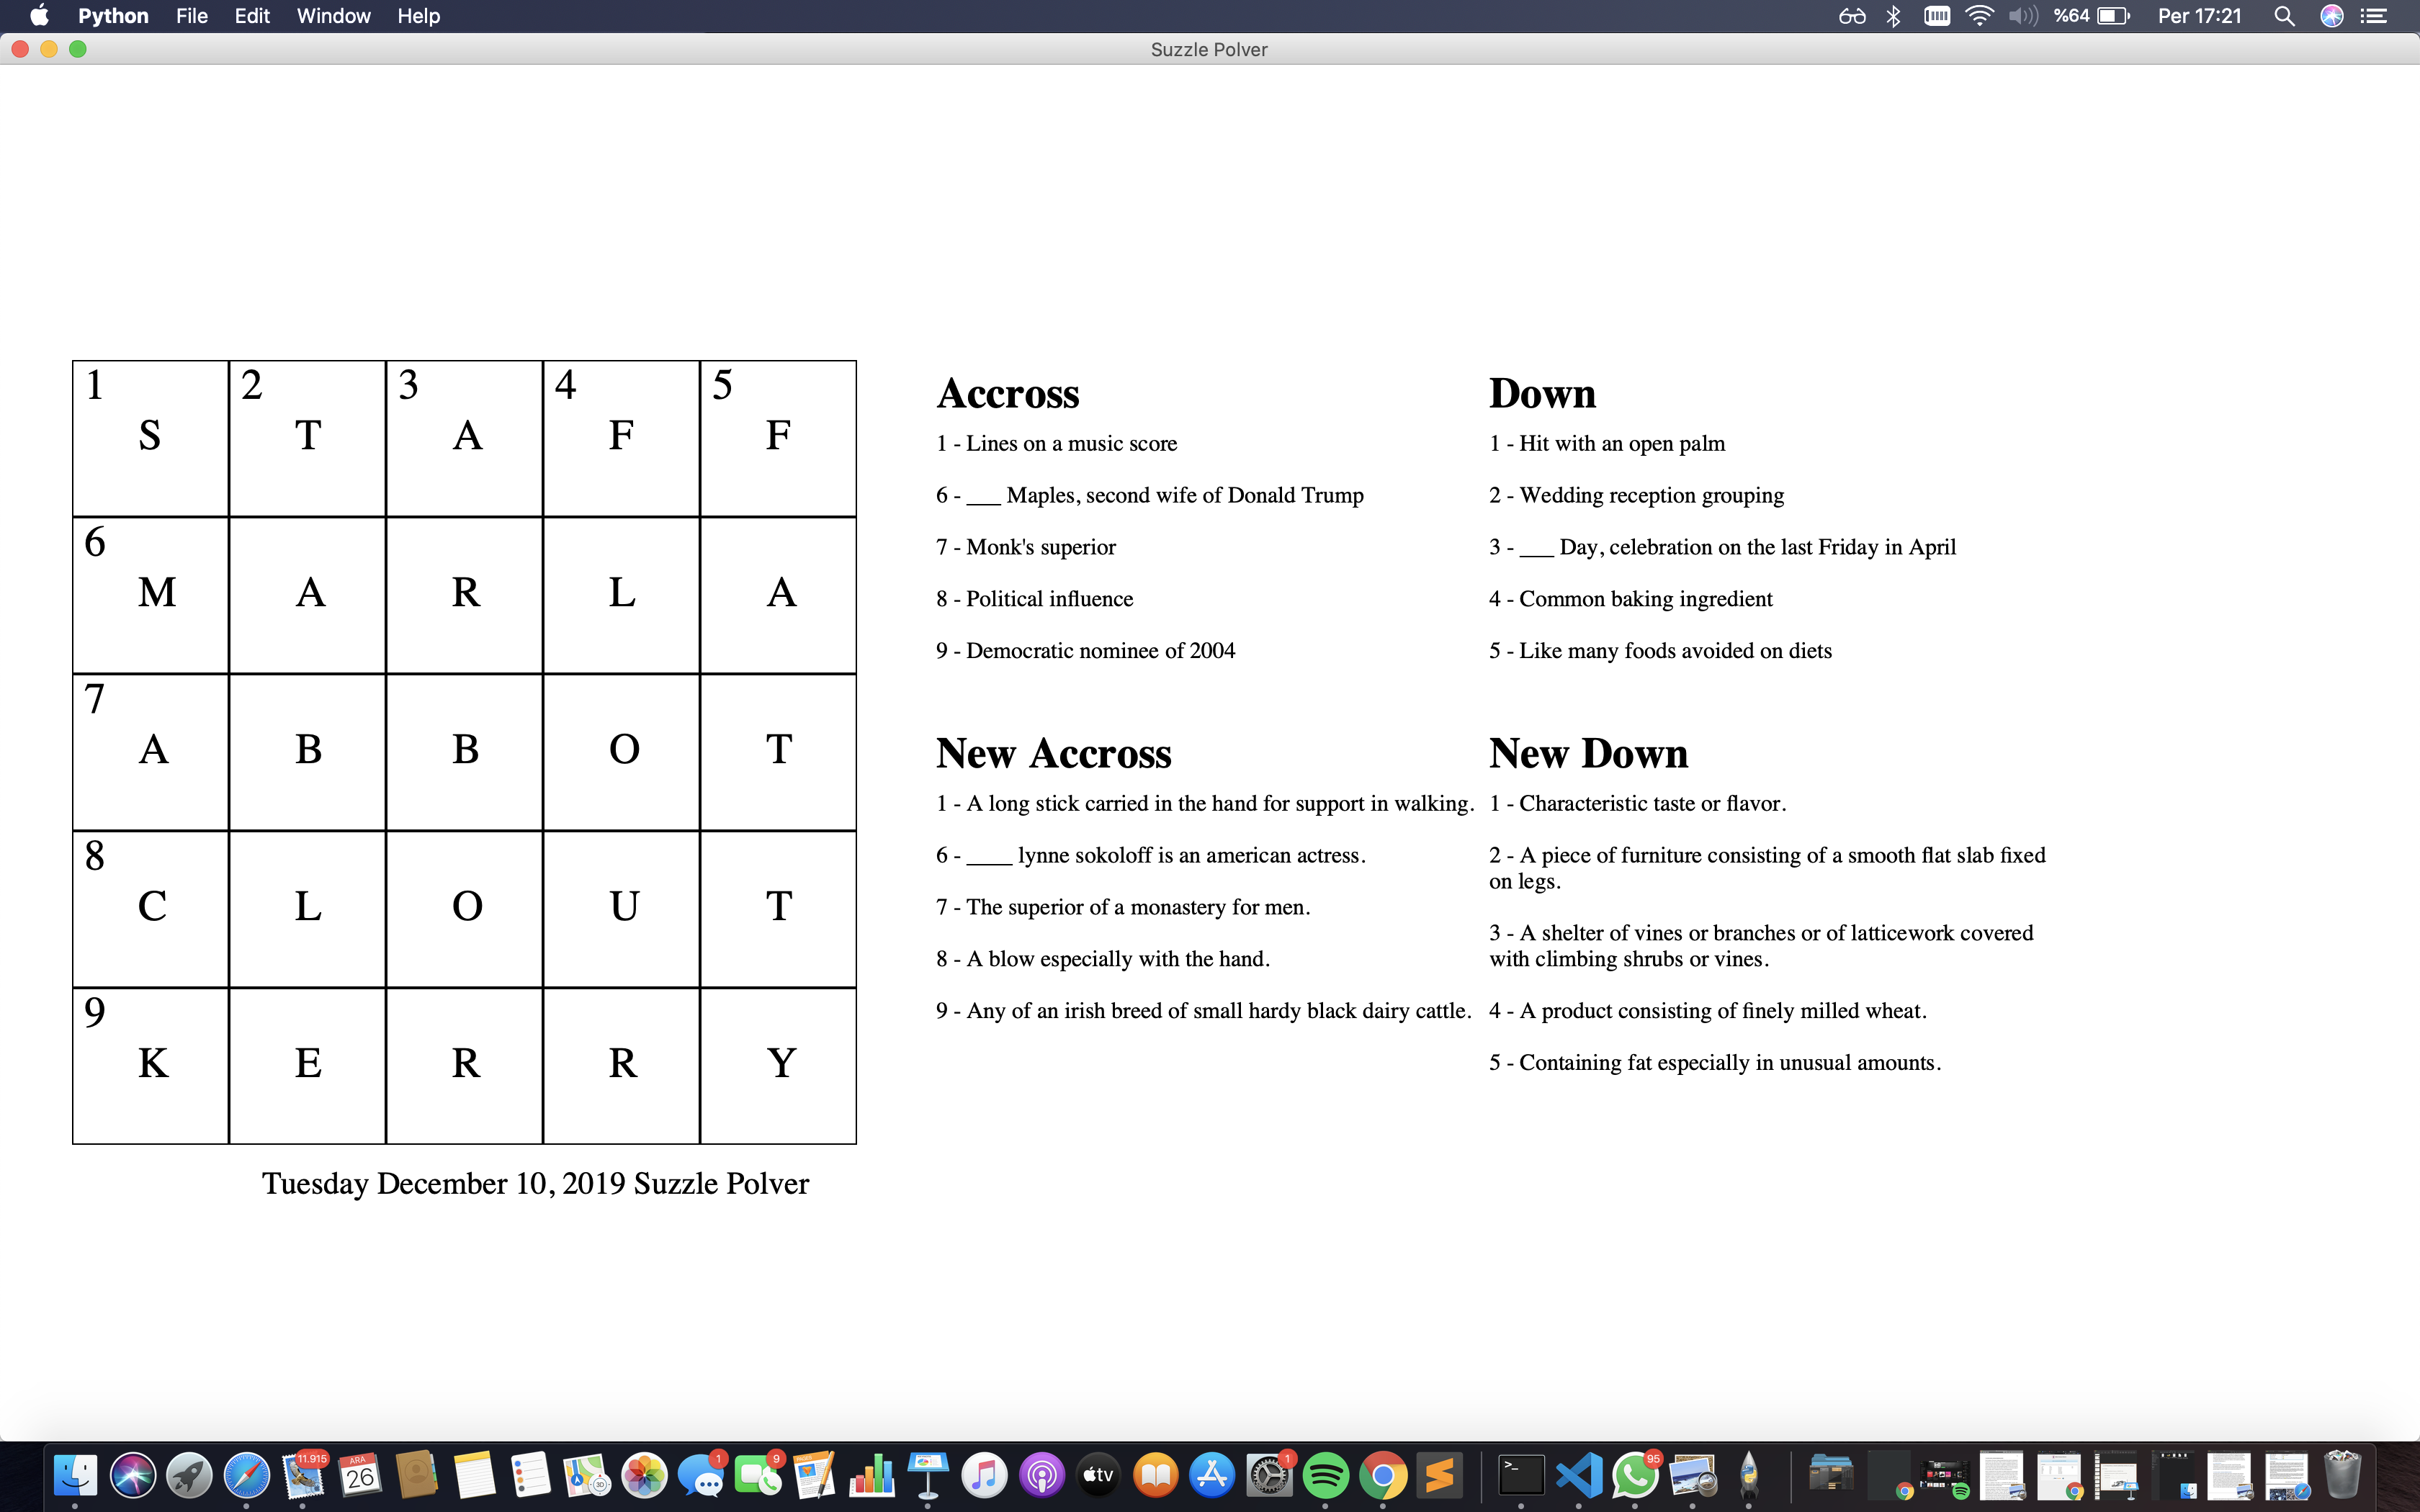 Python File Edit Window Help
%64 Per 17:21
Suzzle Polver
1 2 3 4 5
S T A F F
6
M A R L A
7
A B B O T
8
C L O U T
9
K E R R Y
Tuesday December 10, 2019 Suzzle Polver
Accross
1 - Lines on a music score
6 - ___ Maples, second wife of Donald Trump
7 - Monk's superior
8 - Political influence
9 - Democratic nominee of 2004
Down
1 - Hit with an open palm
2 - Wedding reception grouping
3 - ___ Day, celebration on the last Friday in April
4 - Common baking ingredient
5 - Like many foods avoided on diets
New Accross
1 - A long stick carried in the hand for support in walking.
6 - ____ lynne sokoloff is an american actress.
7 - The superior of a monastery for men.
8 - A blow especially with the hand.
9 - Any of an irish breed of small hardy black dairy cattle.
New Down
1 - Characteristic taste or flavor.
2 - A piece of furniture consisting of a smooth flat slab fixed
on legs.
3 - A shelter of vines or branches or of latticework covered
with climbing shrubs or vines.
4 - A product consisting of finely milled wheat.
5 - Containing fat especially in unusual amounts.
11.915 ARA 26 1 9 tv 1 >_ 95